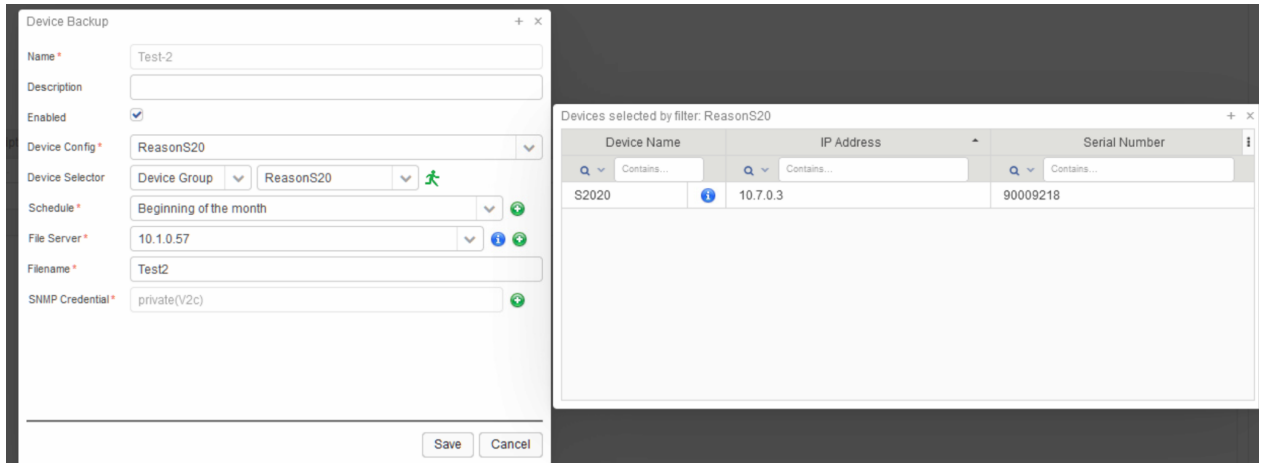 Device Backup
Name *
Test-2
Description
Enabled
Device Config *
ReasonS20
Device Selector
Device Group
ReasonS20
Schedule *
Beginning of the month
File Server *
10.1.0.57
Filename *
Test2
SNMP Credential *
private(V2c)
Save
Cancel
Devices selected by filter: ReasonS20
Device Name
IP Address
Serial Number
Contains...
Contains...
Contains...
S2020
10.7.0.3
90009218